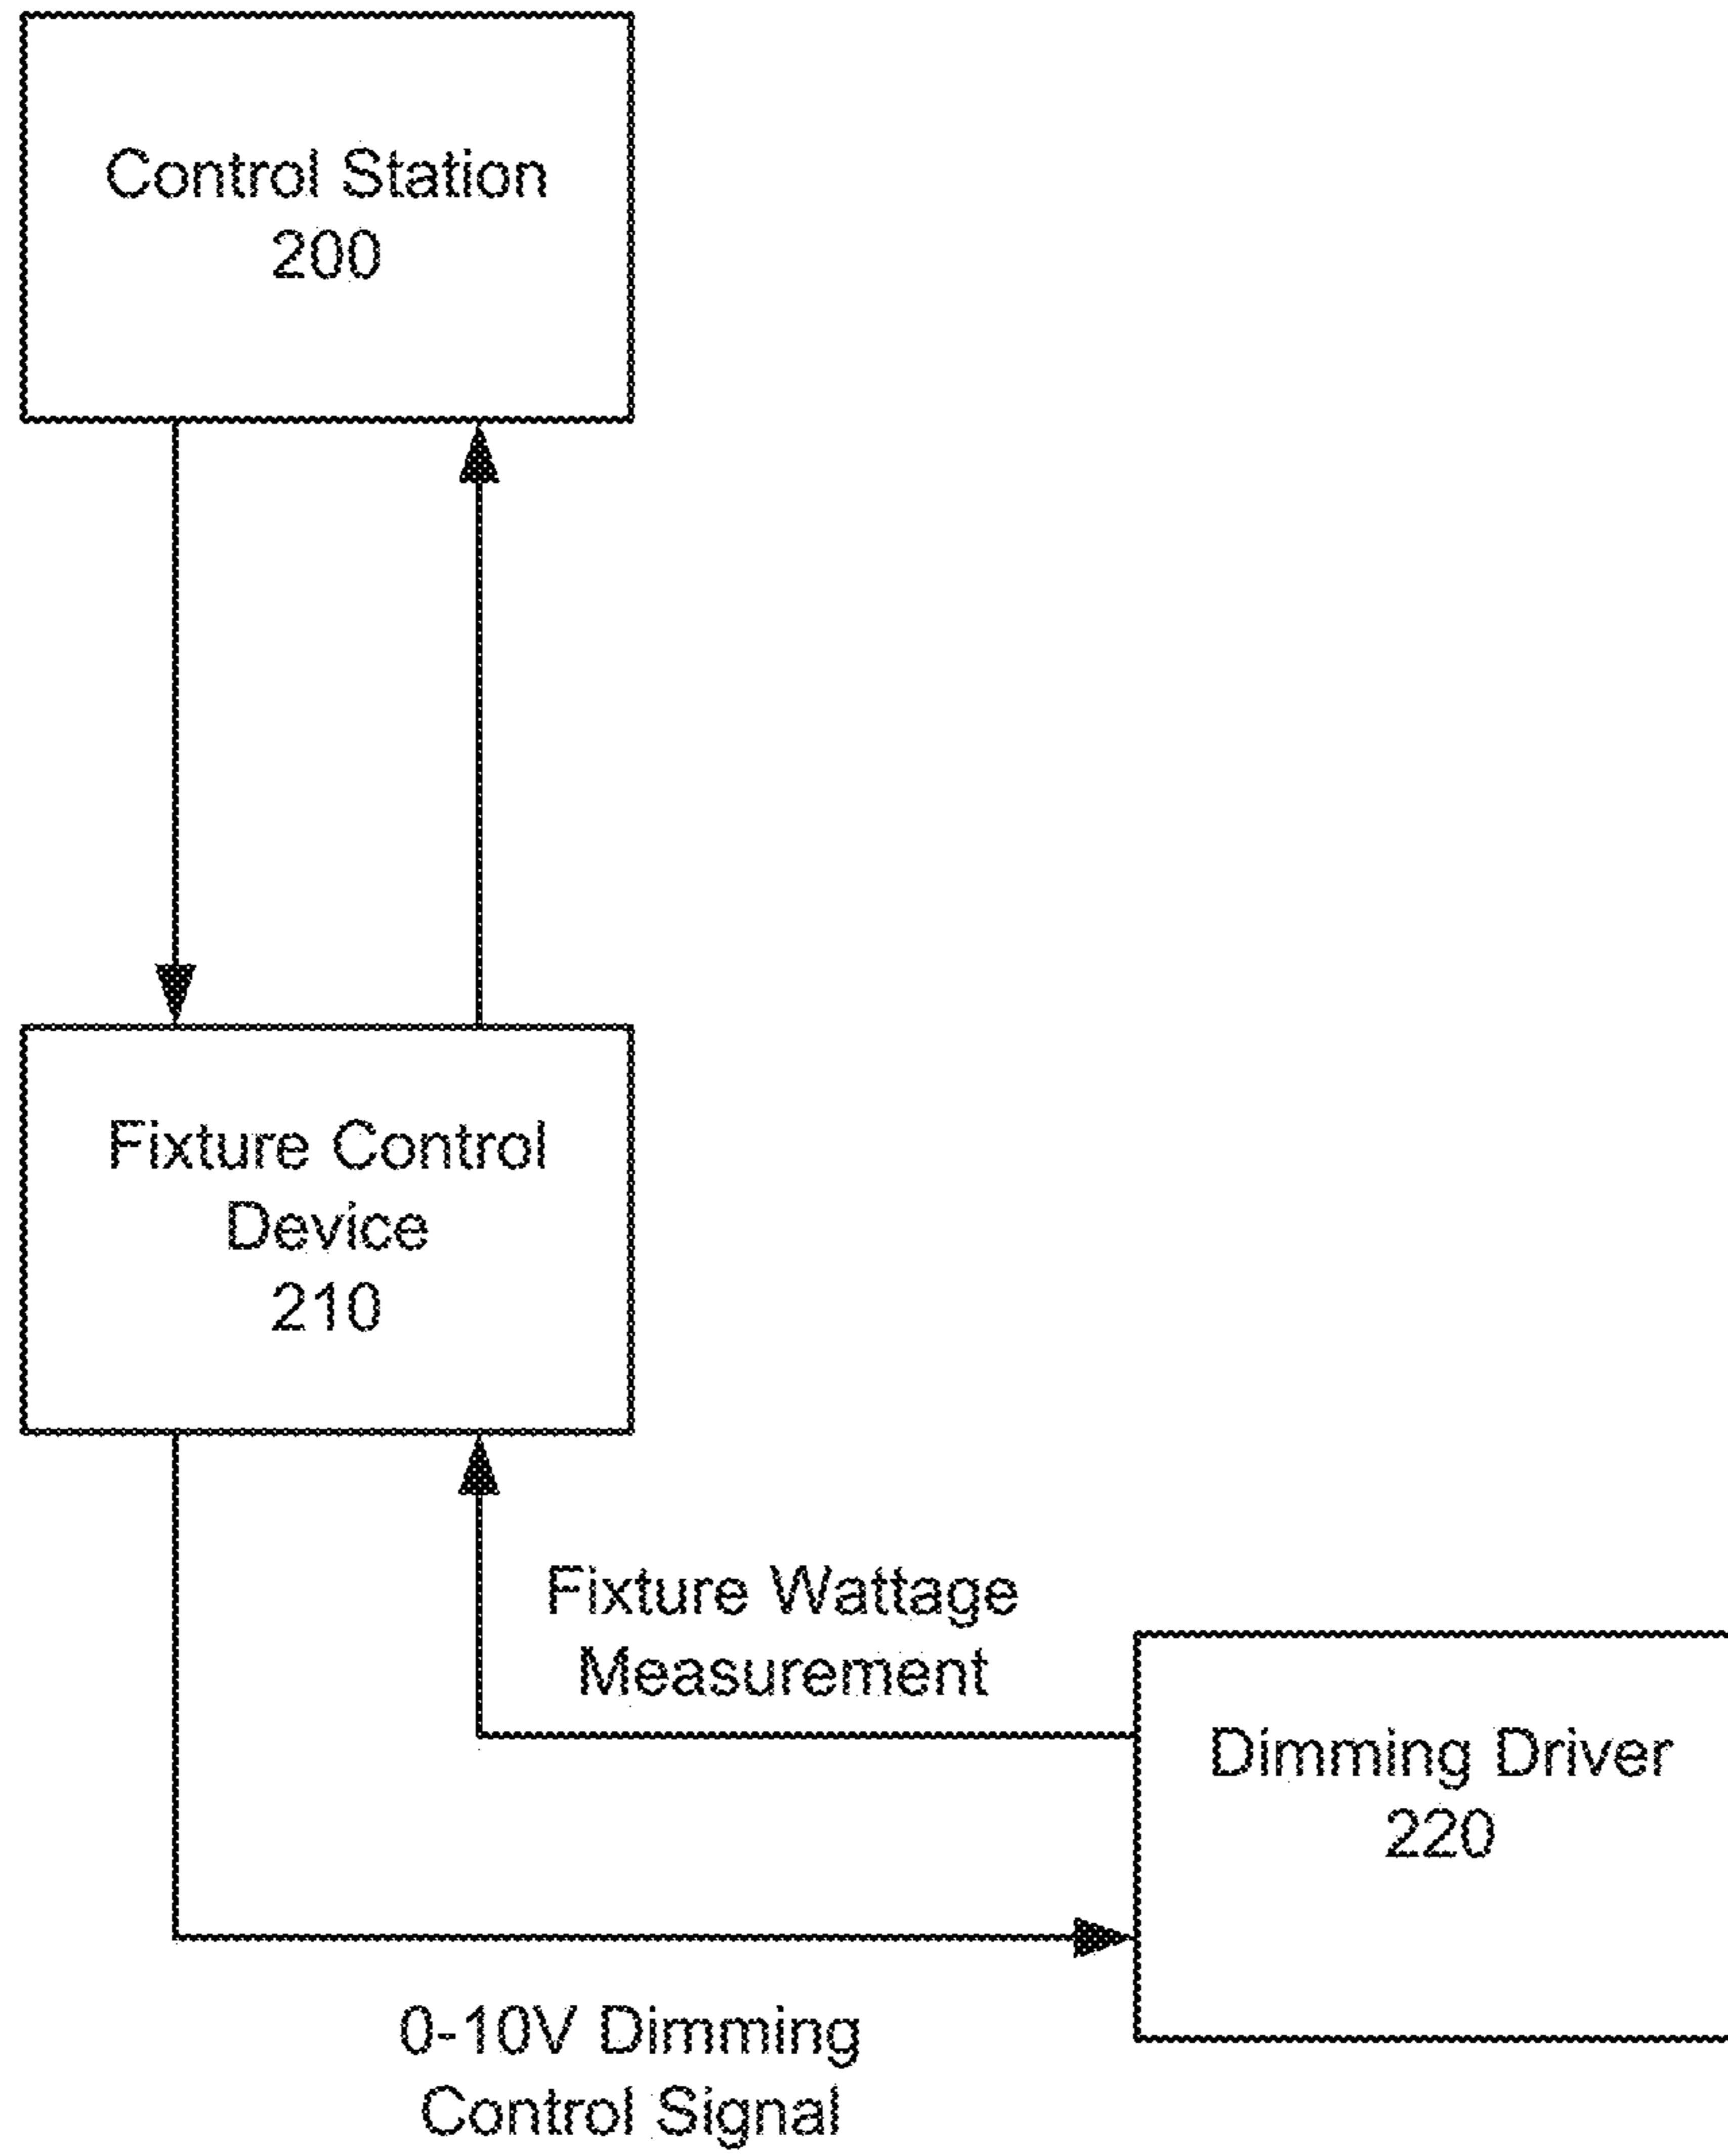 Control Station
200
Fixture Control
Device
210
Fixture Wattage
Measurement
Dimming Driver
220
0-10V Dimming
Control Signal